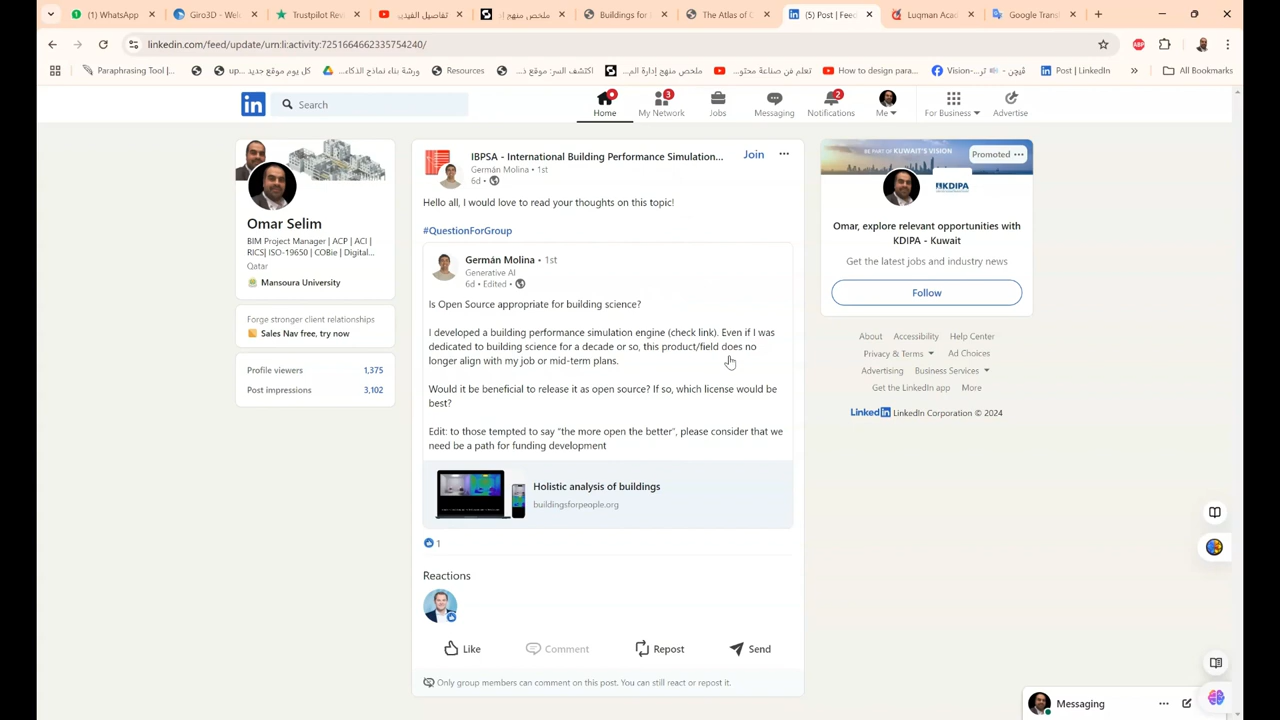 (1) WhatsApp
Giro3D - Wel
Trustpilot Rev
تفاصيل الفيديو
ملخص منهج إ
Buildings for
The Atlas of C
(5) Post | Feed
Luqman Acad
Google Transl
linkedin.com/feed/update/urn:li:activity:7251664662335754240/
ABP
Paraphrasing Tool |...
up...كل يوم موقع جديد
Resources
ورشة بناء نماذج الذكاء...
اكتشف السر: موقع ذ...
ملخص منهج إدارة الم...
تعلم فن صناعة محتو...
How to design para...
Post | LinkedIn
All Bookmarks
in
Search
Home
3
My Network
Jobs
Messaging
2
Notifications
Me
For Business
Advertise
Omar Selim
BIM Project Manager | ACP | ACI |
RICS| ISO-19650 | COBie | Digital...
Qatar
Mansoura University
Forge stronger client relationships
Sales Nav free, try now
Profile viewers 1,375
Post impressions 3,102
IBPSA - International Building Performance Simulation...
Join
Germán Molina • 1st
6d •
Hello all, I would love to read your thoughts on this topic!
#QuestionForGroup
Germán Molina • 1st
Generative AI
6d • Edited •
Is Open Source appropriate for building science?
I developed a building performance simulation engine (check link). Even if I was
dedicated to building science for a decade or so, this product/field does no
longer align with my job or mid-term plans.
Would it be beneficial to release it as open source? If so, which license would be
best?
Edit: to those tempted to say "the more open the better", please consider that we
need be a path for funding development
Holistic analysis of buildings
buildingsforpeople.org
1
Reactions
Like
Comment
Repost
Send
Only group members can comment on this post. You can still react or repost it.
BE PART OF KUWAIT'S VISION
Promoted
KDIPA
Omar, explore relevant opportunities with
KDIPA - Kuwait
Get the latest jobs and industry news
Follow
About Accessibility Help Center
Privacy & Terms Ad Choices
Advertising Business Services
Get the LinkedIn app More
LinkedIn LinkedIn Corporation © 2024
Messaging